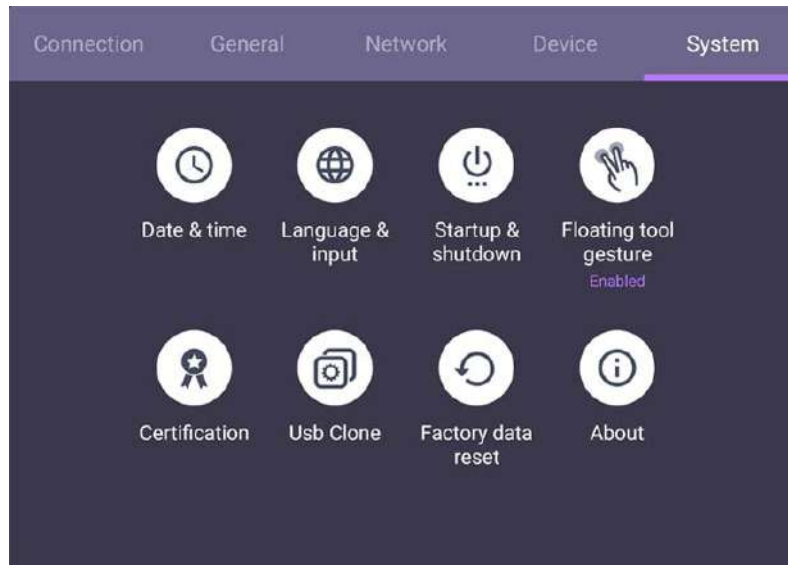 Connection General Network Device System
Date & time
Language &
input
Startup &
shutdown
Floating tool
gesture
Enabled
Certification
Usb Clone
Factory data
reset
About